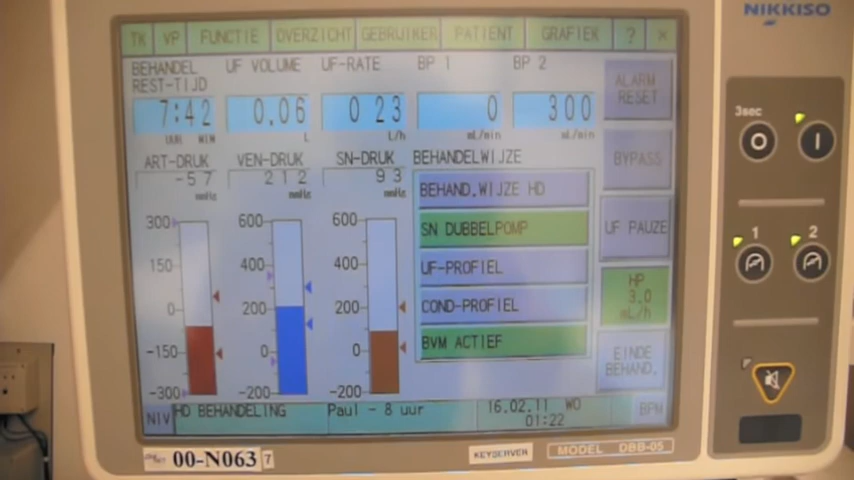 NIKKISO
TK VP FUNCTIE OVERZICHT GEBRUIKER PATIENT GRAFIEK ? ×
BEHANDEL UF VOLUME UF-RATE BP 1 BP 2
REST-TIJD
7:42 0.06 0 23 0 300
UUR MIN L L/h mL/min mL/min
ALARM
RESET
BYPASS
UF PAUZE
HP
3.0
mL/h
EINDE
BEHAND.
BPM
ART-DRUK VEN-DRUK SN-DRUK BEHANDELWIJZE
-57 212 93
mmHg mmHg mmHg
BEHAND.WIJZE HD
SN DUBBELPOMP
UF-PROFIEL
COND-PROFIEL
BVM ACTIEF
300 600 600
150 400 400
0 200 200
-150 0 0
-300 -200 -200
NIV HD BEHANDELING Paul - 8 uur 16.02.11 WO
01:22
3sec
O I
1 2
00-N063 7
KEYSERVER
MODEL DBB-05